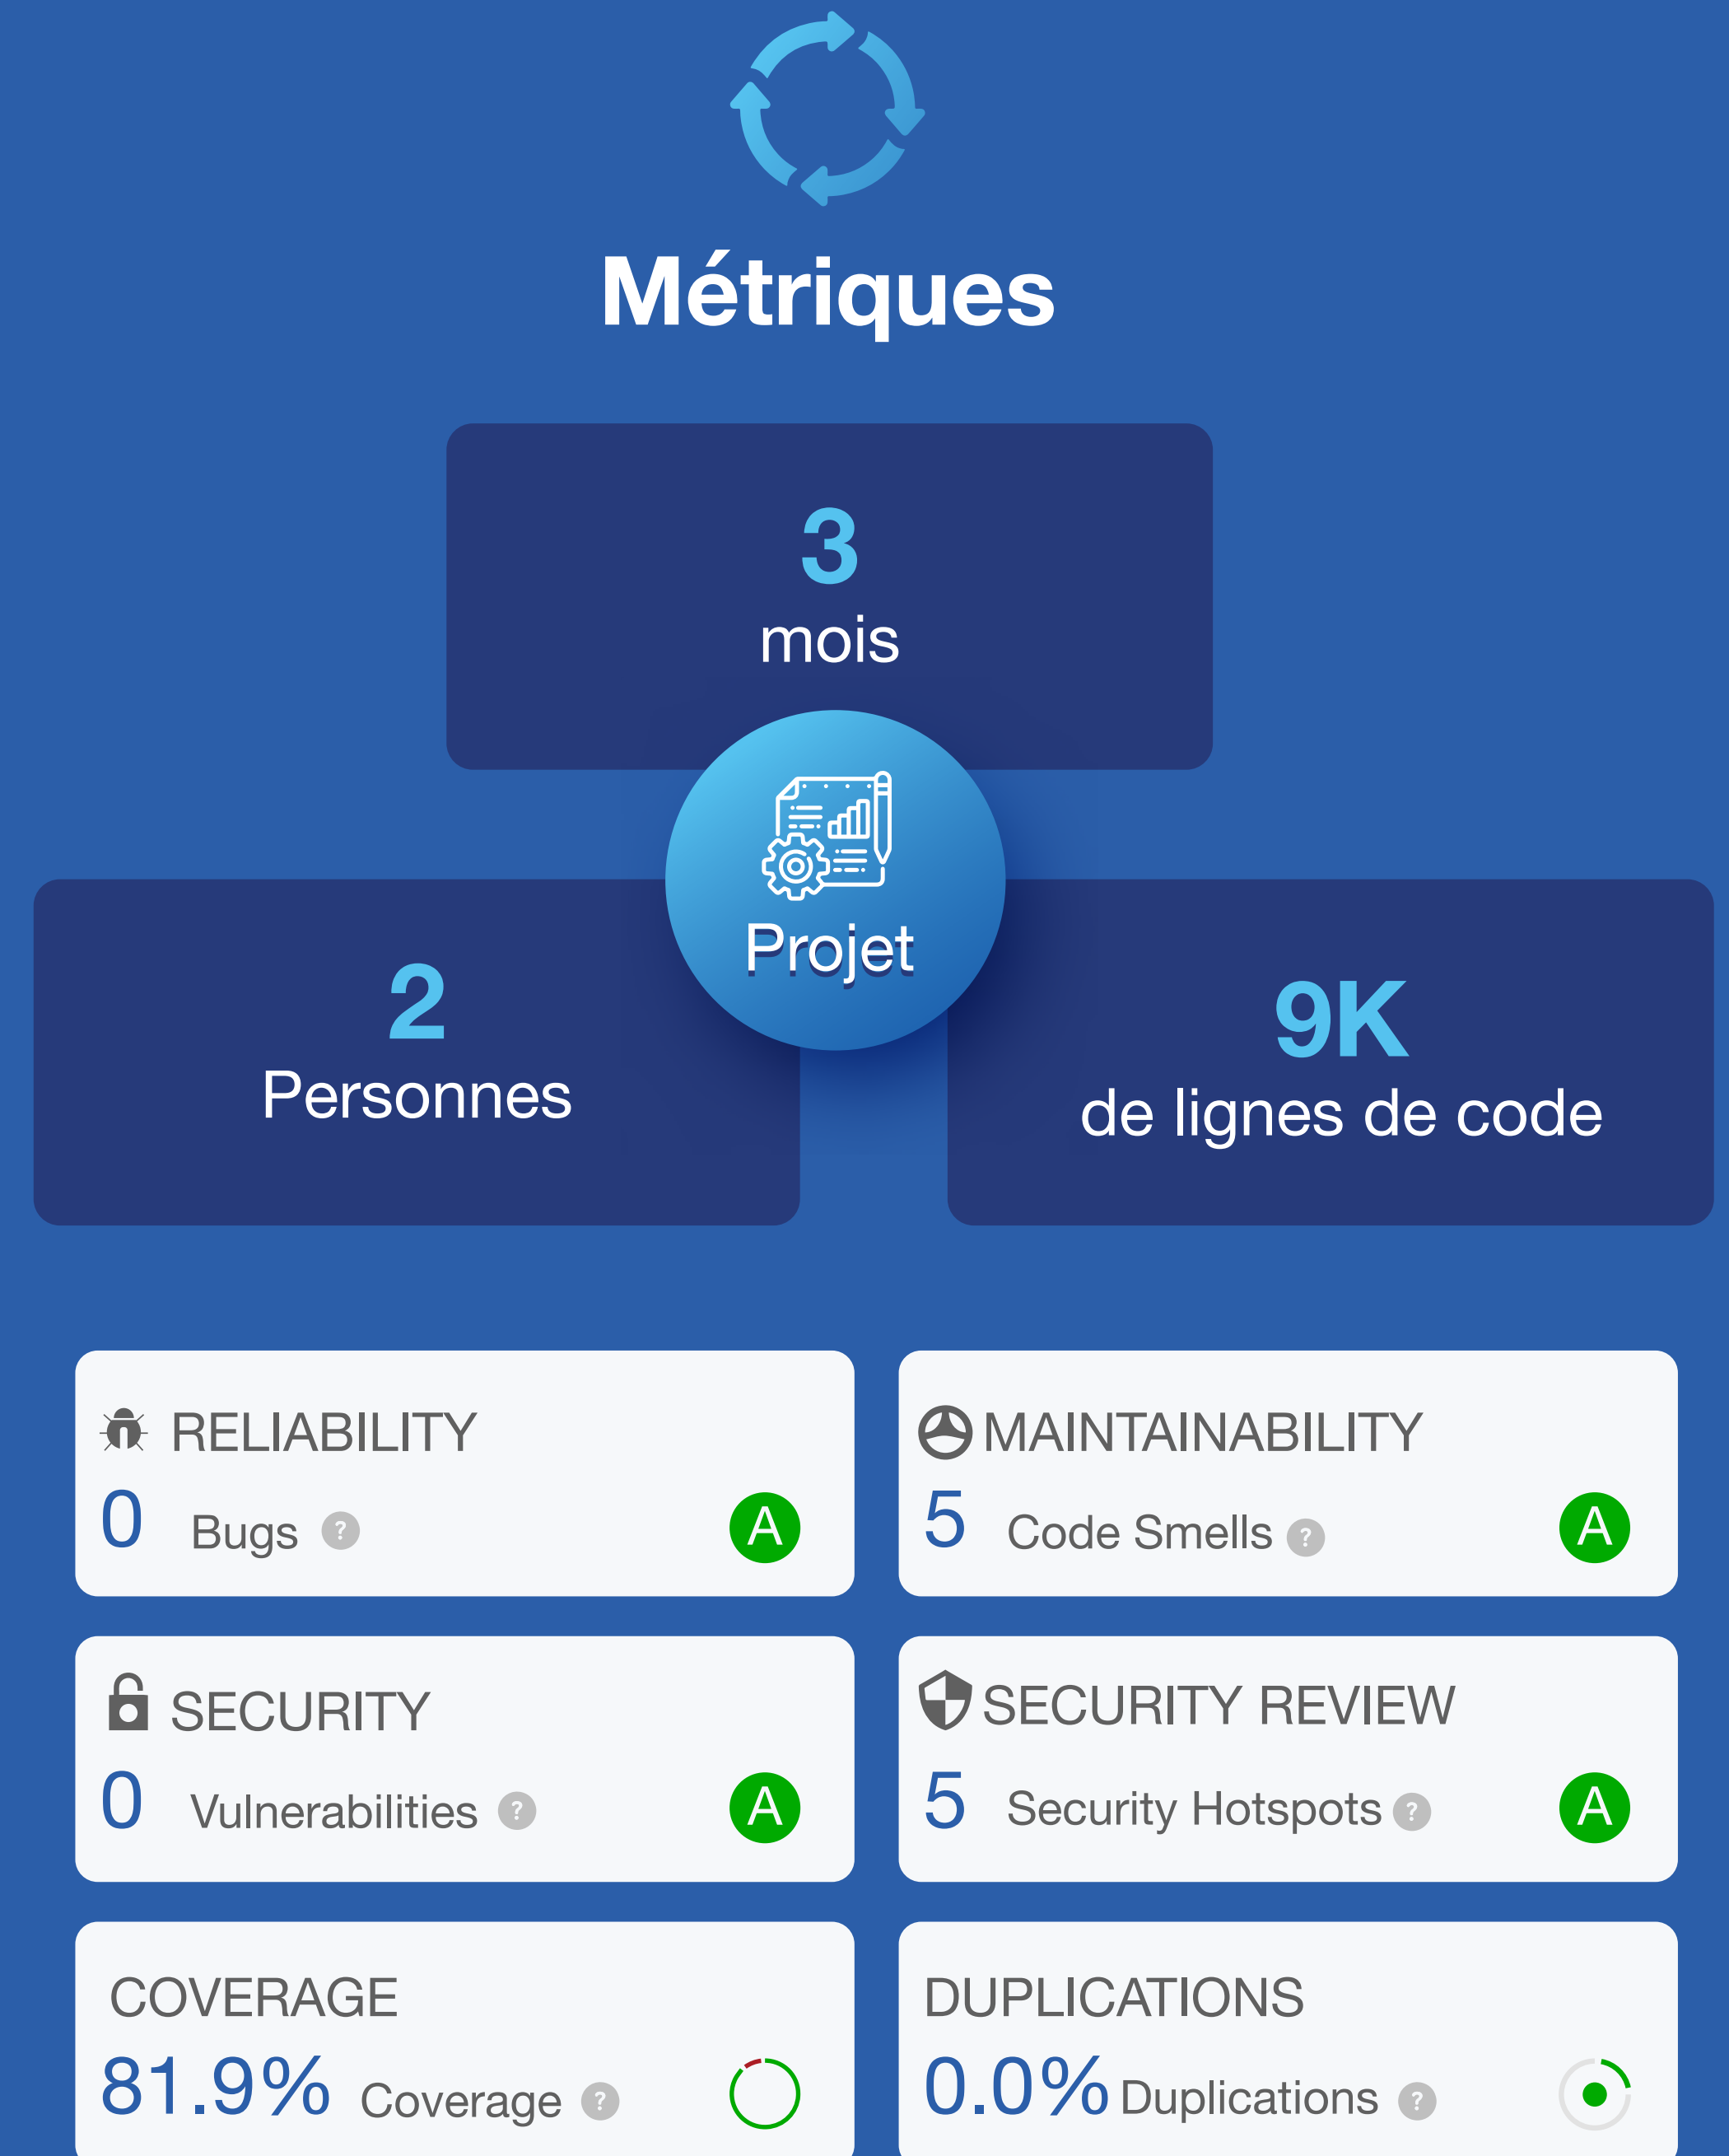 Métriques
3
mois
Projet
2
Personnes
9K
de lignes de code
RELIABILITY
0 Bugs ?
A
MAINTAINABILITY
5 Code Smells ?
A
SECURITY
0 Vulnerabilities ?
A
SECURITY REVIEW
5 Security Hotspots ?
A
COVERAGE
81.9% Coverage ?
DUPLICATIONS
0.0% Duplications ?